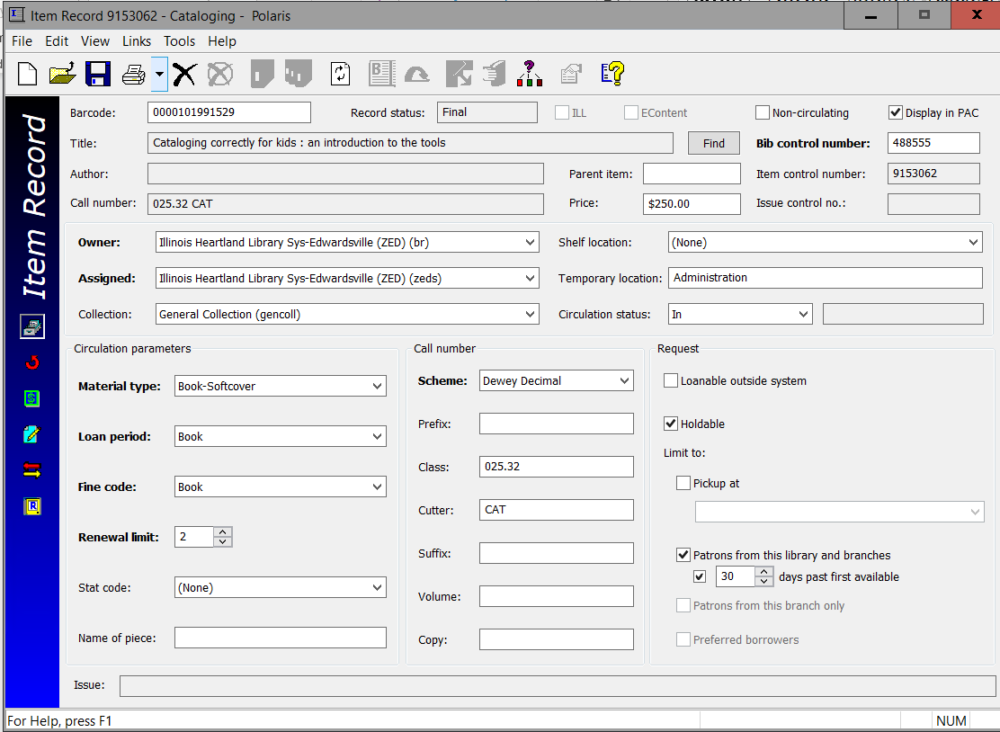 Item Record 9153062 - Cataloging - Polaris
File Edit View Links Tools Help
Item Record
Barcode: 0000101991529 Record status: Final ILL EContent Non-circulating Display in PAC
Title: Cataloging correctly for kids : an introduction to the tools Find Bib control number: 488555
Author: Parent item: Item control number: 9153062
Call number: 025.32 CAT Price: $250.00 Issue control no.:
Owner: Illinois Heartland Library Sys-Edwardsville (ZED) (br) Shelf location: (None)
Assigned: Illinois Heartland Library Sys-Edwardsville (ZED) (zeds) Temporary location: Administration
Collection: General Collection (gencoll) Circulation status: In
Circulation parameters
Material type: Book-Softcover
Loan period: Book
Fine code: Book
Renewal limit: 2
Stat code: (None)
Name of piece:
Call number
Scheme: Dewey Decimal
Prefix:
Class: 025.32
Cutter: CAT
Suffix:
Volume:
Copy:
Request
Loanable outside system
Holdable
Limit to:
Pickup at
Patrons from this library and branches
30 days past first available
Patrons from this branch only
Preferred borrowers
Issue:
For Help, press F1 NUM